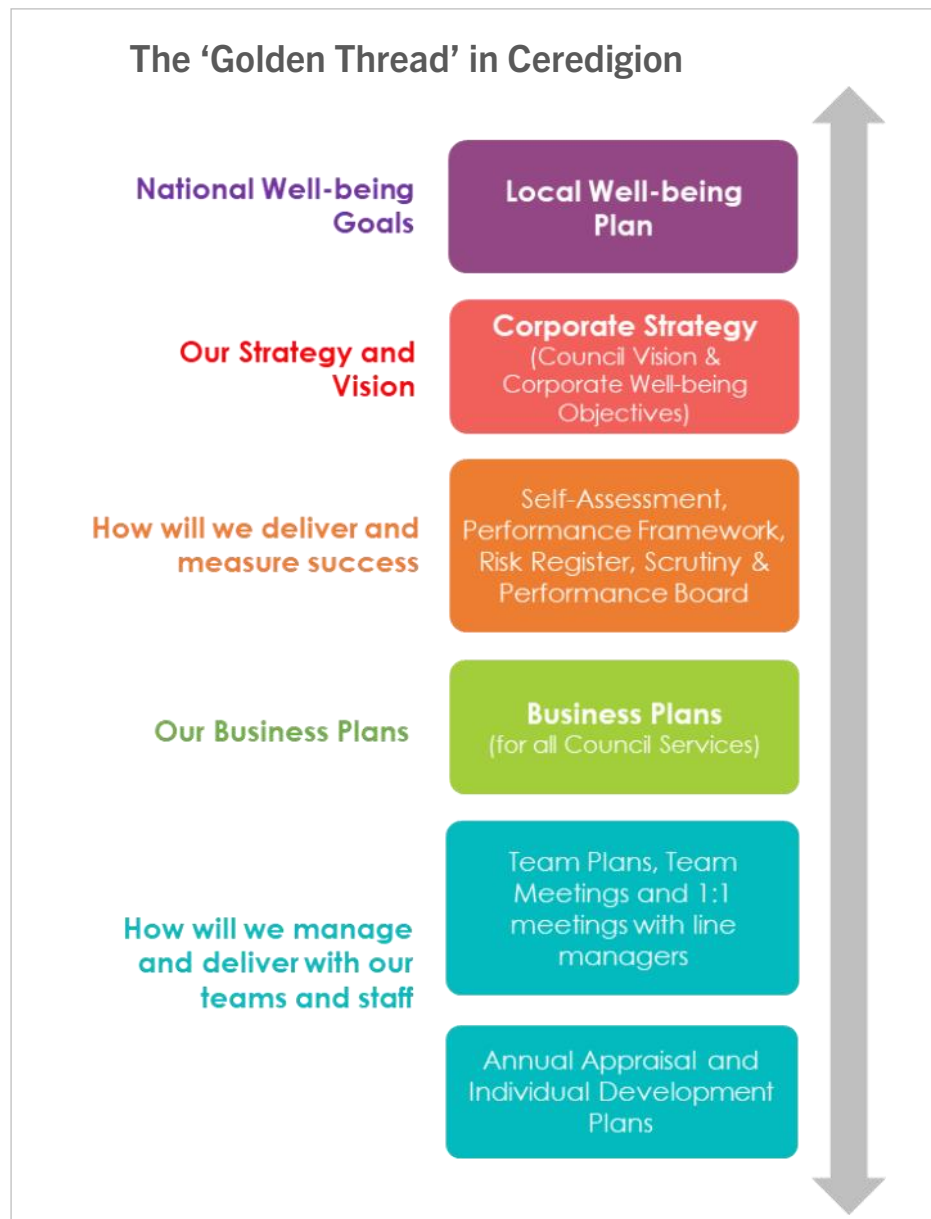 The ‘Golden Thread’ in Ceredigion
National Well-being
Goals
Local Well-being
Plan
Our Strategy and
Vision
Corporate Strategy
(Council Vision &
Corporate Well-being
Objectives)
How will we deliver and
measure success
Self-Assessment,
Performance Framework,
Risk Register, Scrutiny &
Performance Board
Our Business Plans
Business Plans
(for all Council Services)
How will we manage
and deliver with our
teams and staff
Team Plans, Team
Meetings and 1:1
meetings with line
managers
Annual Appraisal and
Individual Development
Plans